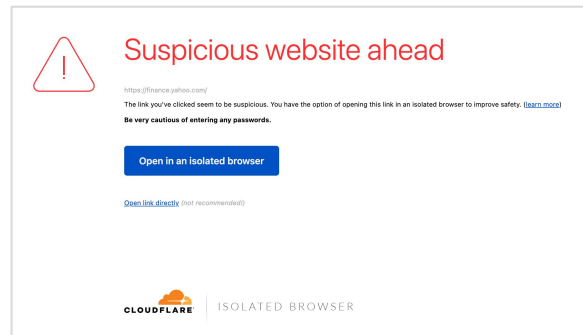 Suspicious website ahead
https://finance.yahoo.com/
The link you've clicked seem to be suspicious. You have the option of opening this link in an isolated browser to improve safety. (learn more)
Be very cautious of entering any passwords.
Open in an isolated browser
Open link directly (not recommended!)
CLOUDFLARE ISOLATED BROWSER